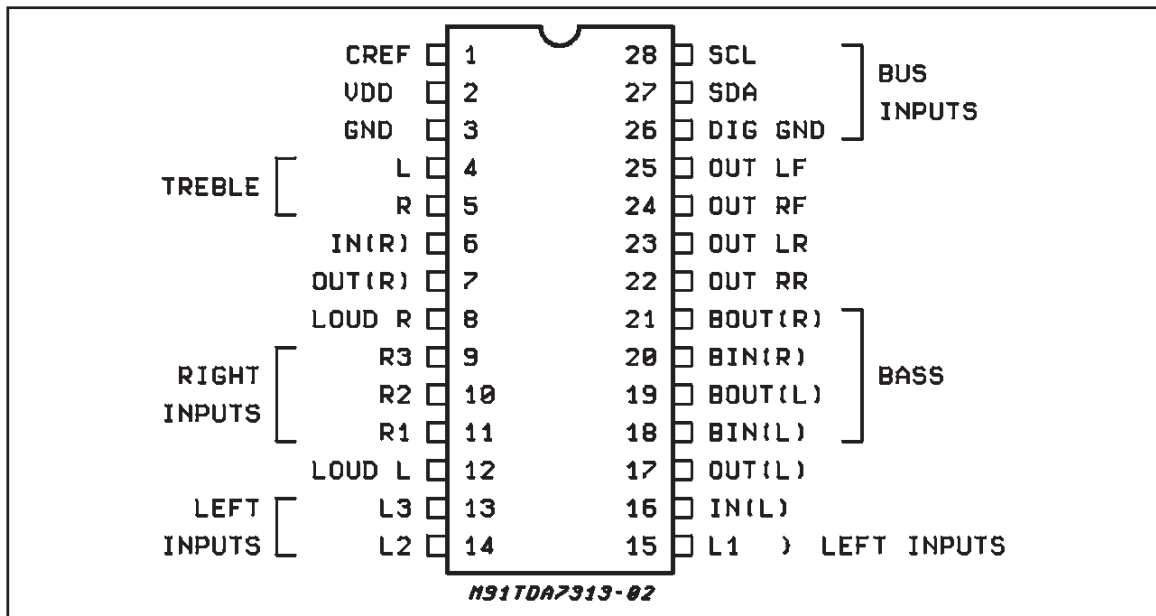 CREF 1 28 SCL
VDD 2 27 SDA BUS INPUTS
GND 3 26 DIG GND
TREBLE L 4 25 OUT LF
R 5 24 OUT RF
IN(R) 6 23 OUT LR
OUT(R) 7 22 OUT RR
LOUD R 8 21 BOUT(R)
RIGHT INPUTS R3 9 20 BIN(R) BASS
R2 10 19 BOUT(L)
R1 11 18 BIN(L)
LOUD L 12 17 OUT(L)
LEFT INPUTS L3 13 16 IN(L)
L2 14 15 L1 } LEFT INPUTS
M91TDA7313-02